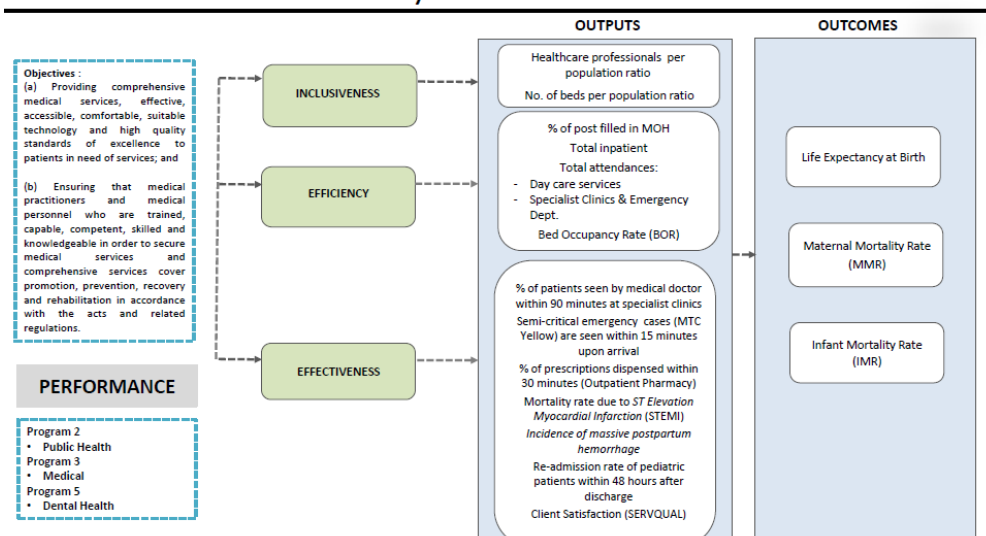 OUTPUTS
OUTCOMES
Objectives :
(a) Providing comprehensive
medical services, effective,
accessible, comfortable, suitable
technology and high quality
standards of excellence to
patients in need of services; and
(b) Ensuring that medical
practitioners and medical
personnel who are trained,
capable, competent, skilled and
knowledgeable in order to secure
medical services and
comprehensive services cover
promotion, prevention, recovery
and rehabilitation in accordance
with the acts and related
regulations.
PERFORMANCE
Program 2
• Public Health
Program 3
• Medical
Program 5
• Dental Health
INCLUSIVENESS
EFFICIENCY
EFFECTIVENESS
Healthcare professionals per
population ratio
No. of beds per population ratio
% of post filled in MOH
Total inpatient
Total attendances:
- Day care services
- Specialist Clinics & Emergency
Dept.
Bed Occupancy Rate (BOR)
% of patients seen by medical doctor
within 90 minutes at specialist clinics
Semi-critical emergency cases (MTC
Yellow) are seen within 15 minutes
upon arrival
% of prescriptions dispensed within
30 minutes (Outpatient Pharmacy)
Mortality rate due to ST Elevation
Myocardial Infarction (STEMI)
Incidence of massive postpartum
hemorrhage
Re-admission rate of pediatric
patients within 48 hours after
discharge
Client Satisfaction (SERVQUAL)
Life Expectancy at Birth
Maternal Mortality Rate
(MMR)
Infant Mortality Rate
(IMR)